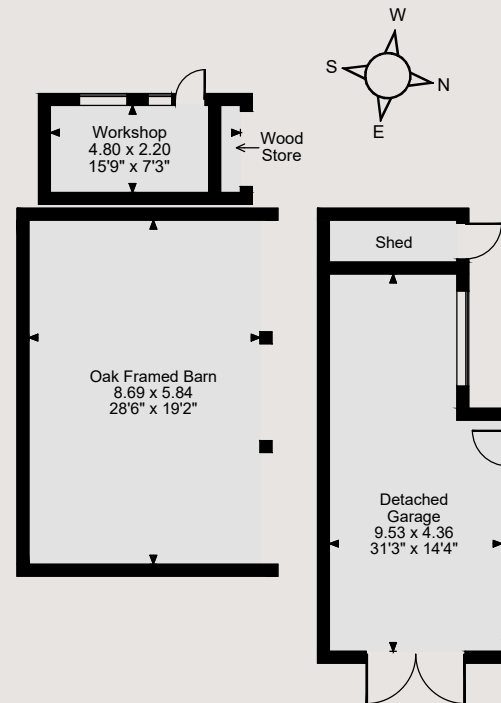 W
S
N
E
Workshop
4.80 x 2.20
15'9" x 7'3"
Wood
Store
Shed
Oak Framed Barn
8.69 x 5.84
28'6" x 19'2"
Detached
Garage
9.53 x 4.36
31'3" x 14'4"